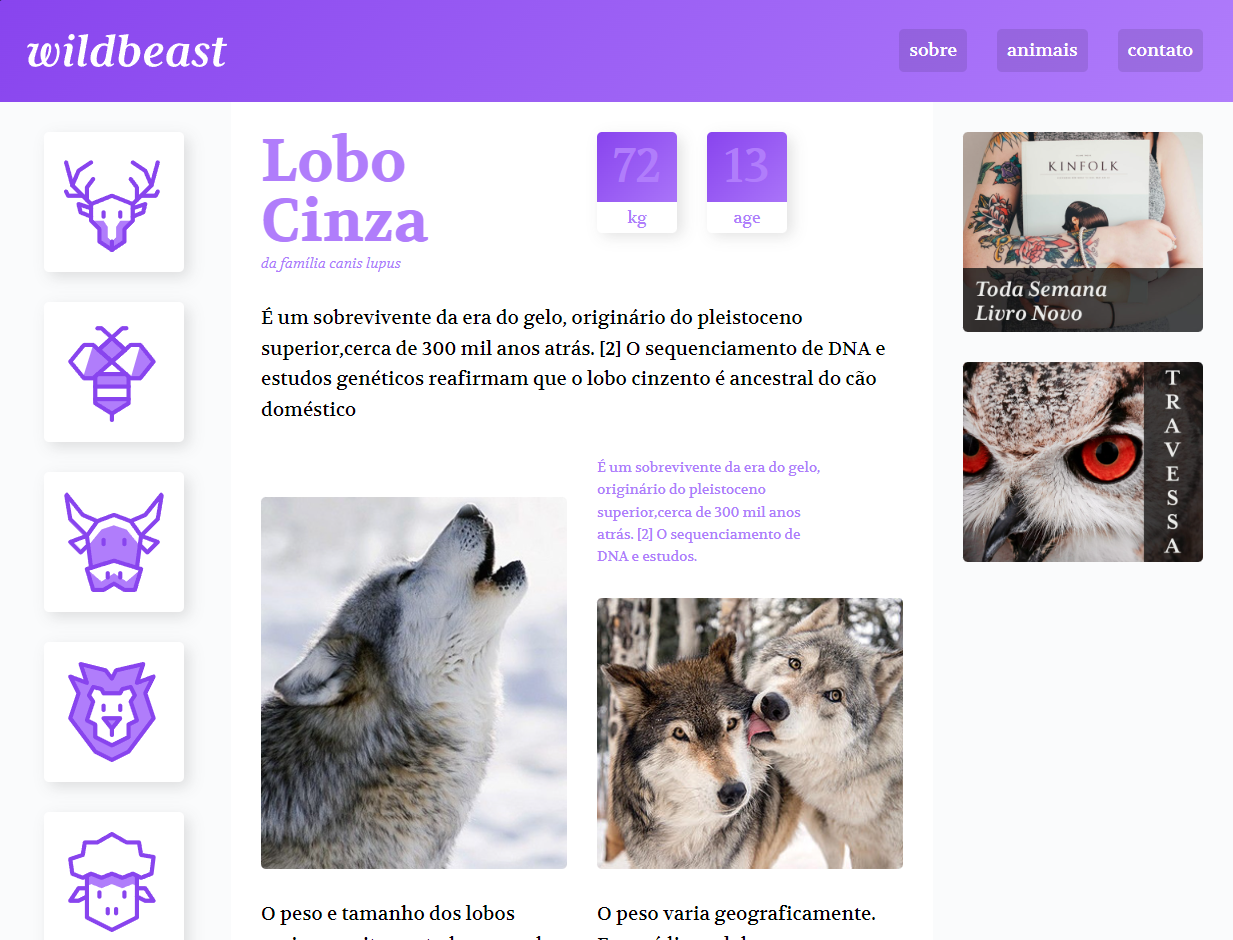 wildbeast
sobre
animais
contato
Lobo
Cinza
da família canis lupus
72
kg
13
age
É um sobrevivente da era do gelo, originário do pleistoceno
superior,cerca de 300 mil anos atrás. [2] O sequenciamento de DNA e
estudos genéticos reafirmam que o lobo cinzento é ancestral do cão
doméstico
É um sobrevivente da era do gelo,
originário do pleistoceno
superior,cerca de 300 mil anos
atrás. [2] O sequenciamento de
DNA e estudos.
O peso e tamanho dos lobos
O peso varia geograficamente.
KINFOLK
Toda Semana
Livro Novo
TRAVESSA